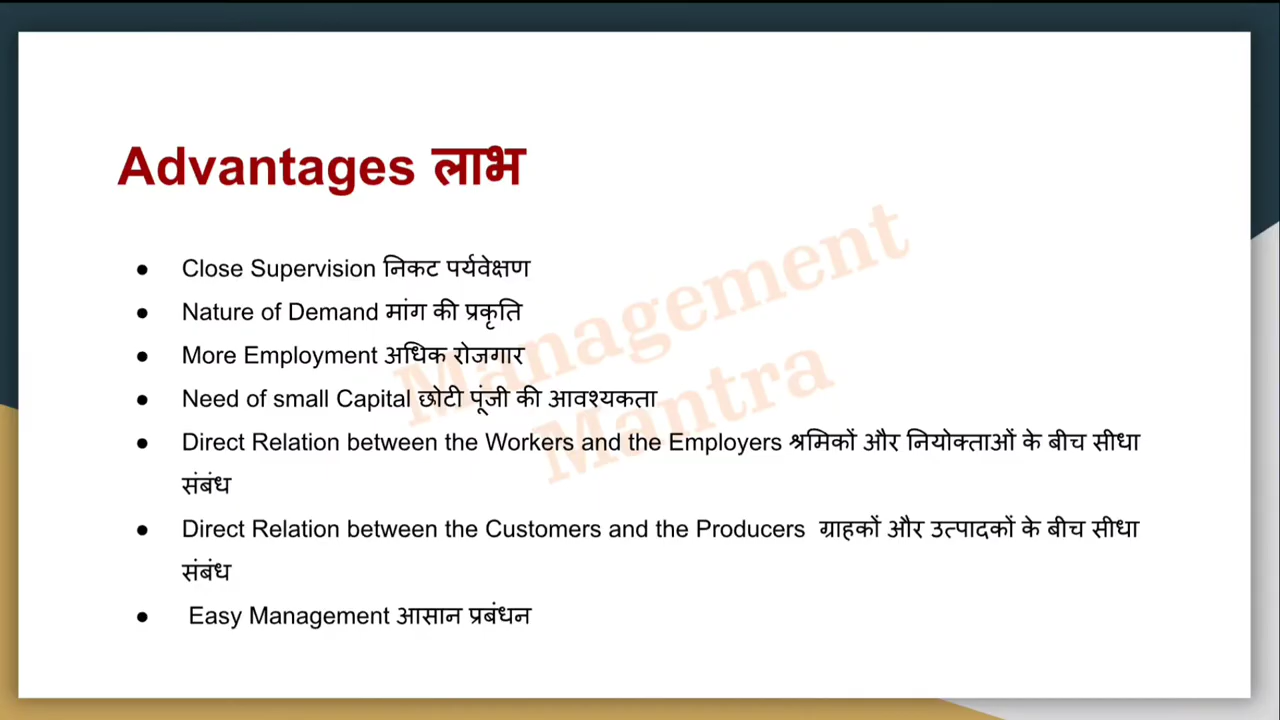 Advantages लाभ
● Close Supervision निकट पर्यवेक्षण
● Nature of Demand मांग की प्रकृति
● More Employment अधिक रोजगार
● Need of small Capital छोटी पूंजी की आवश्यकता
● Direct Relation between the Workers and the Employers श्रमिकों और नियोक्ताओं के बीच सीधा
संबंध
● Direct Relation between the Customers and the Producers ग्राहकों और उत्पादकों के बीच सीधा
संबंध
● Easy Management आसान प्रबंधन
Management
Mantra